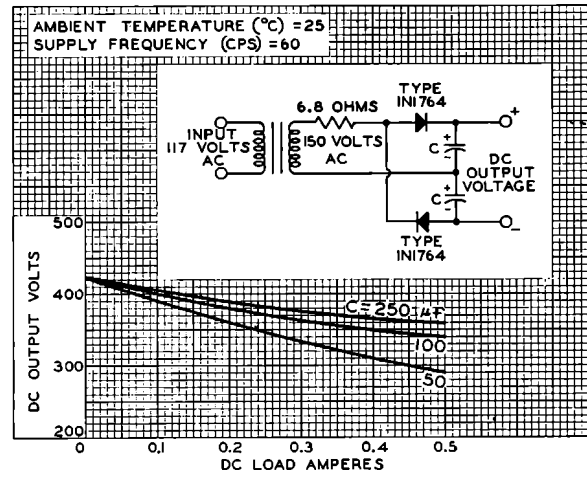 AMBIENT TEMPERATURE (°C) = 25
SUPPLY FREQUENCY (CPS) = 60
TYPE
IN1764
6.8 OHMS
+
INPUT
117 VOLTS
AC
150 VOLTS
AC
C
+
-
DC
OUTPUT
VOLTAGE
C
+
-
-
TYPE
IN1764
500
400
300
200
DC OUTPUT VOLTS
C=250 μF
100
50
0
0.1
0.2
0.3
0.4
0.5
DC LOAD AMPERES